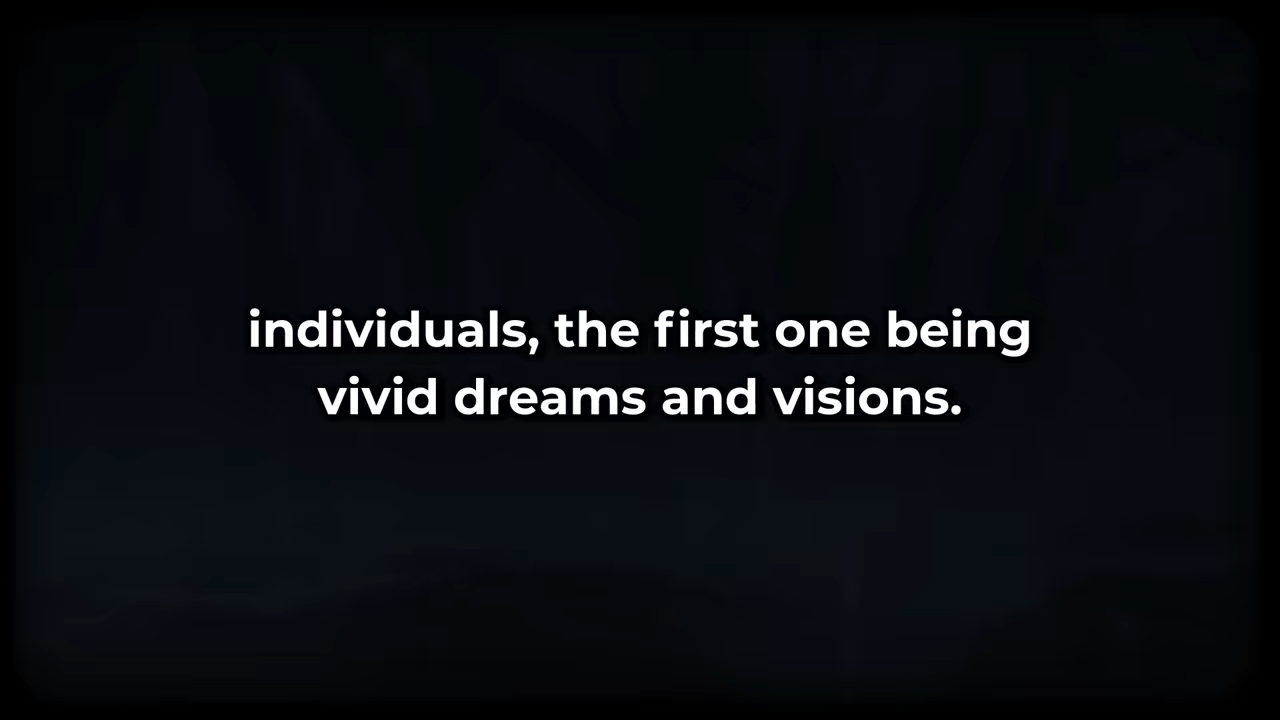 individuals, the first one being
vivid dreams and visions.